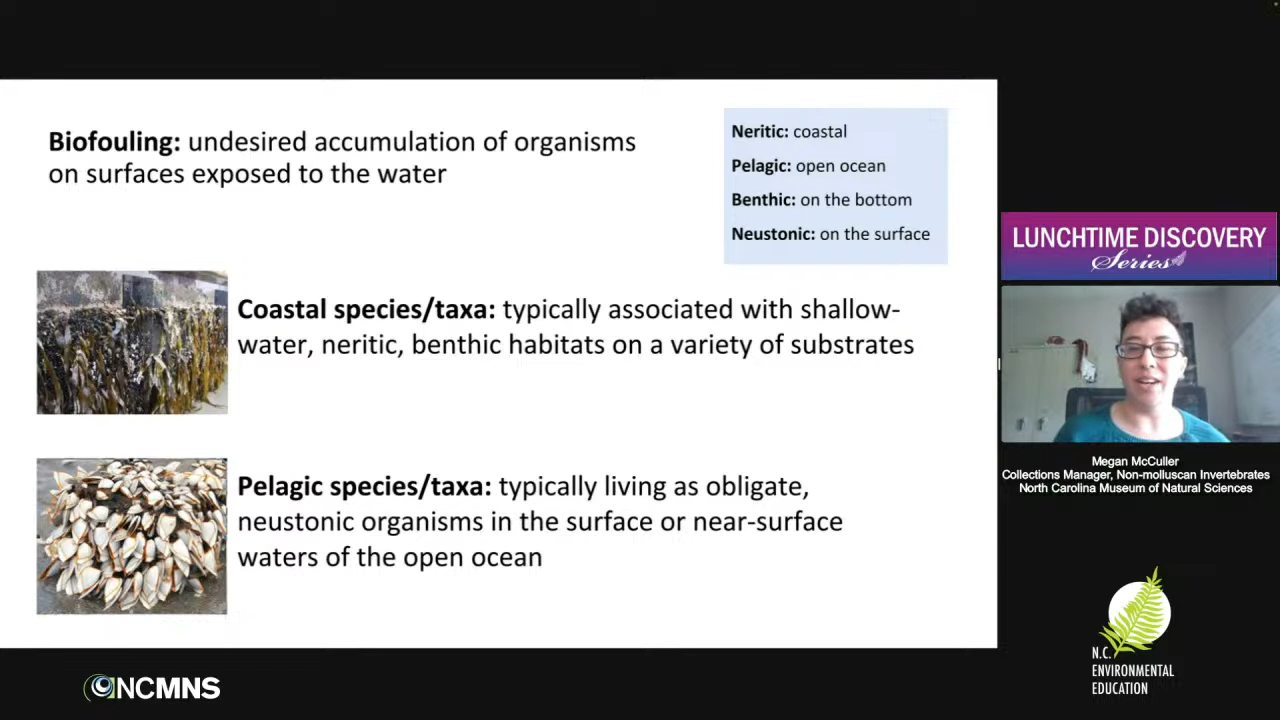 Biofouling: undesired accumulation of organisms
on surfaces exposed to the water
Neritic: coastal
Pelagic: open ocean
Benthic: on the bottom
Neustonic: on the surface
Coastal species/taxa: typically associated with shallow-
water, neritic, benthic habitats on a variety of substrates
Pelagic species/taxa: typically living as obligate,
neustonic organisms in the surface or near-surface
waters of the open ocean
LUNCHTIME DISCOVERY
Series
Megan McCuller
Collections Manager, Non-molluscan Invertebrates
North Carolina Museum of Natural Sciences
NCMNS
N.C.
ENVIRONMENTAL
EDUCATION